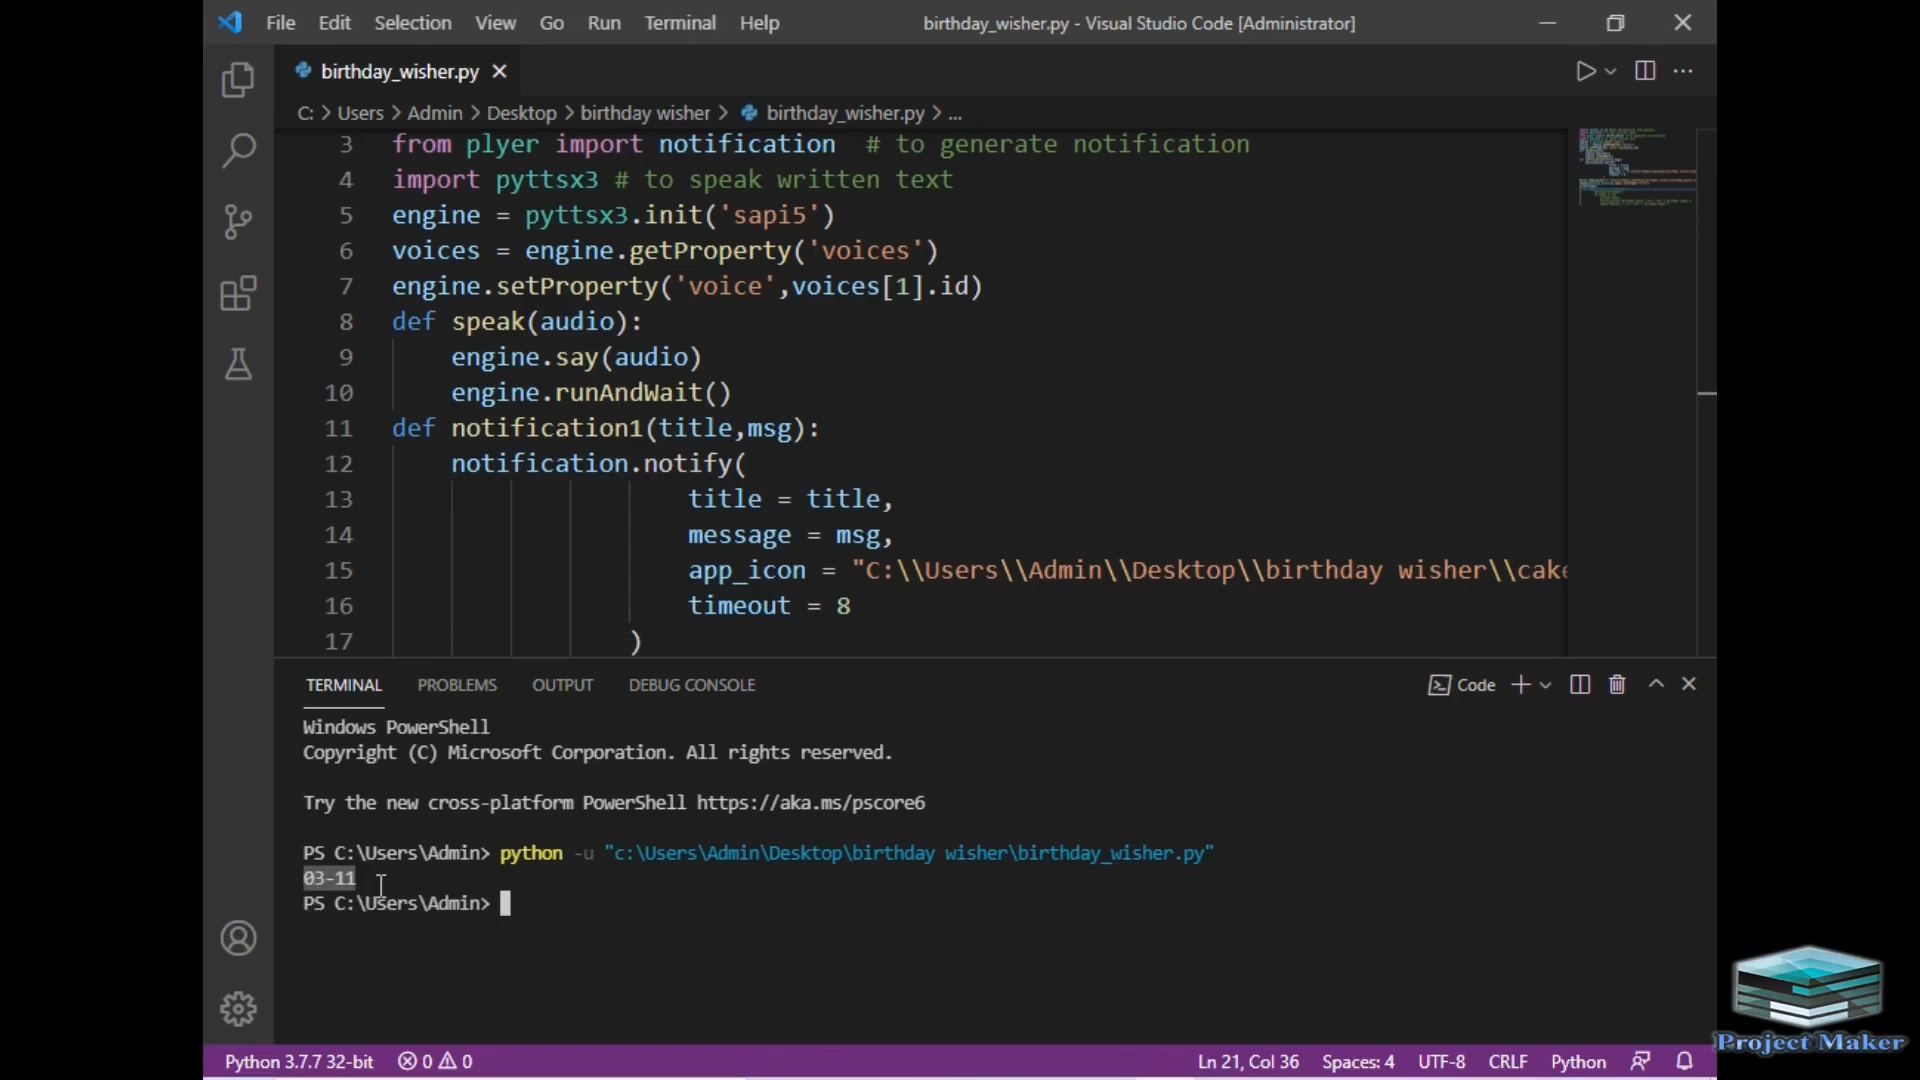 File Edit Selection View Go Run Terminal Help birthday_wisher.py - Visual Studio Code [Administrator]
birthday_wisher.py
C: > Users > Admin > Desktop > birthday wisher > birthday_wisher.py > ...
3 from plyer import notification # to generate notification
4 import pyttsx3 # to speak written text
5 engine = pyttsx3.init('sapi5')
6 voices = engine.getProperty('voices')
7 engine.setProperty('voice',voices[1].id)
8 def speak(audio):
9 engine.say(audio)
10 engine.runAndWait()
11 def notification1(title,msg):
12 notification.notify(
13 title = title,
14 message = msg,
15 app_icon = "C:\\Users\\Admin\\Desktop\\birthday wisher\\cake
16 timeout = 8
17 )
TERMINAL PROBLEMS OUTPUT DEBUG CONSOLE Code
Windows PowerShell
Copyright (C) Microsoft Corporation. All rights reserved.
Try the new cross-platform PowerShell https://aka.ms/pscore6
PS C:\Users\Admin> python -u "c:\Users\Admin\Desktop\birthday wisher\birthday_wisher.py"
03-11
PS C:\Users\Admin>
Python 3.7.7 32-bit 0 0 Ln 21, Col 36 Spaces: 4 UTF-8 CRLF Python
Project Maker